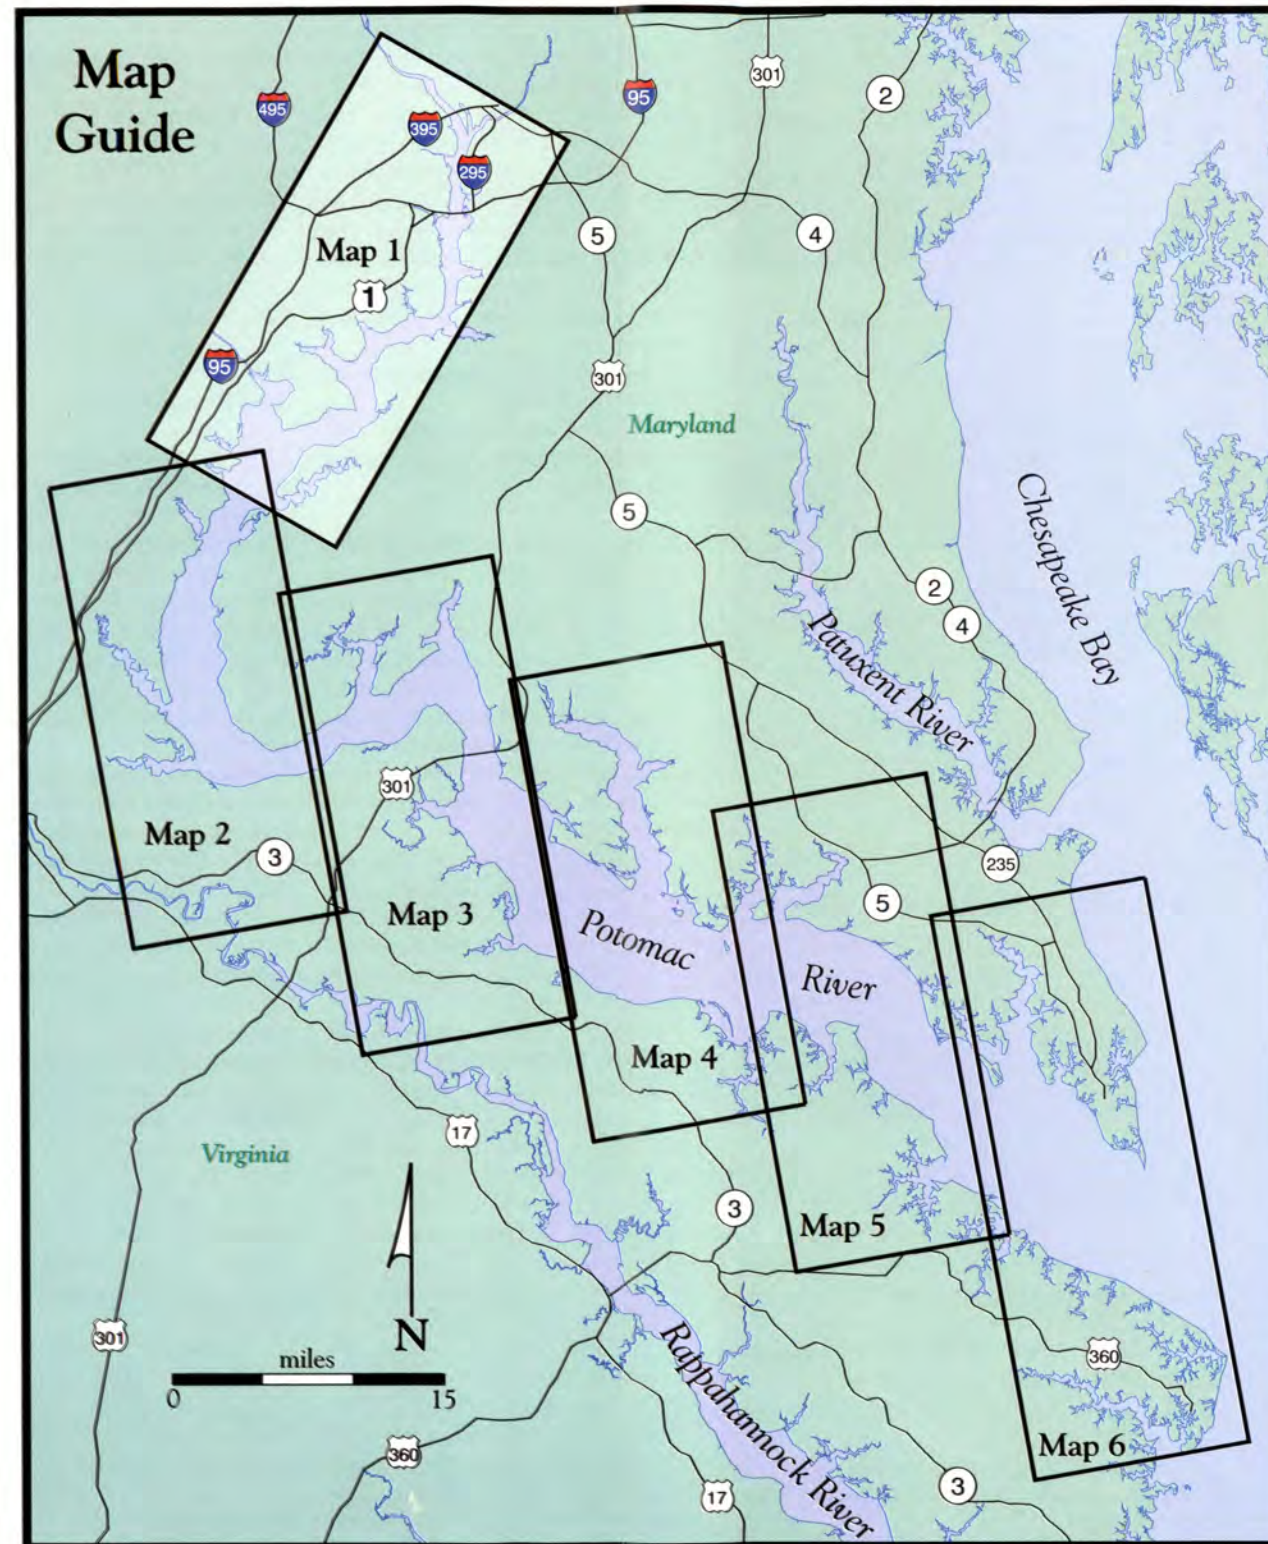 Map
Guide
495
395
95
301
2
295
5
4
Map 1
1
95
301
Maryland
5
Chesapeake Bay
2
4
Patuxent River
301
Map 2
3
235
5
Map 3
Potomac
River
Map 4
17
Virginia
3
Map 5
N
301
miles
0
15
360
Rappahannock River
Map 6
360
3
17